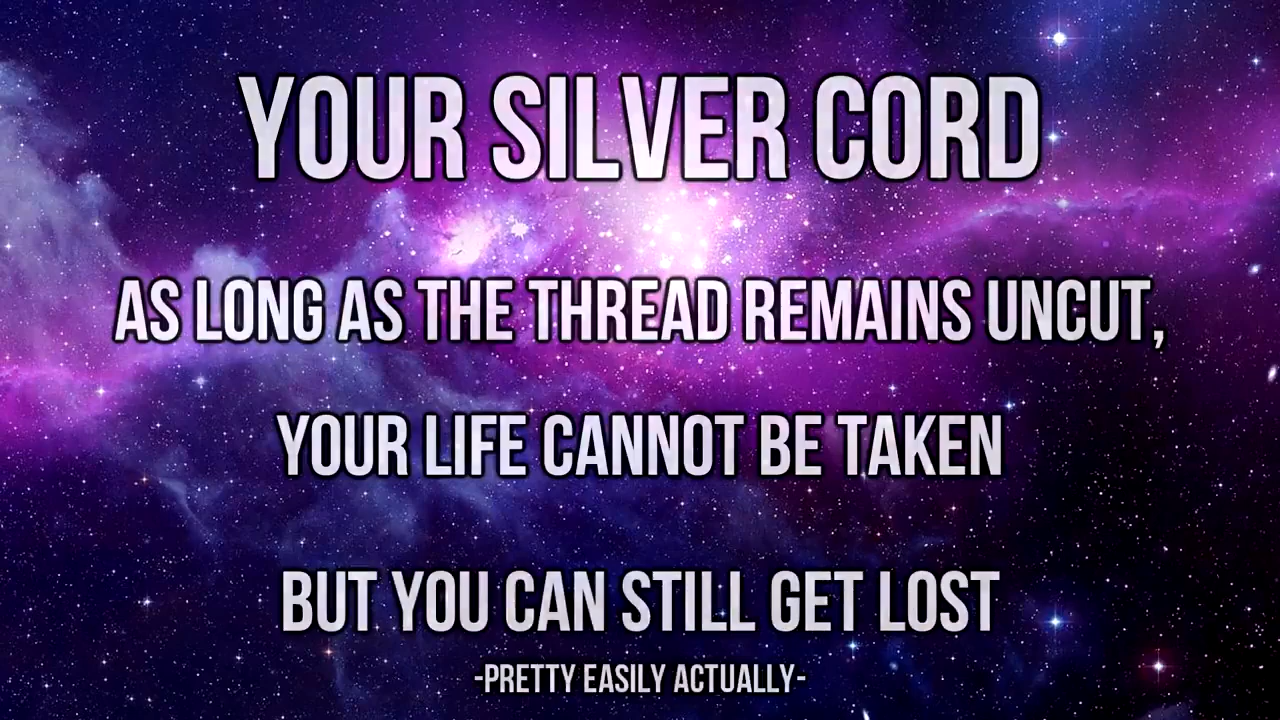 YOUR SILVER CORD
AS LONG AS THE THREAD REMAINS UNCUT,
YOUR LIFE CANNOT BE TAKEN
BUT YOU CAN STILL GET LOST
-PRETTY EASILY ACTUALLY-